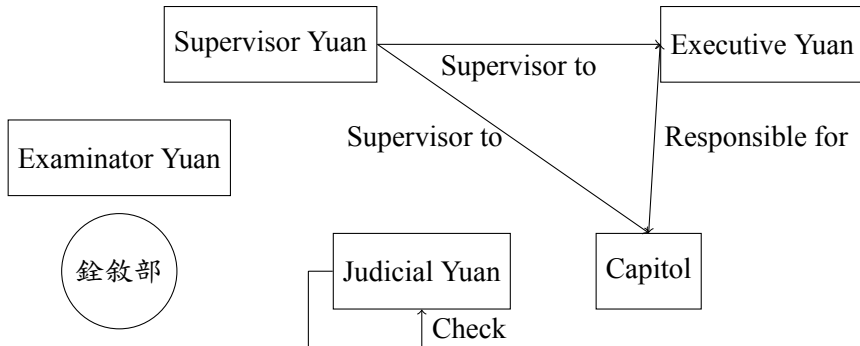 Supervisor Yuan
Executive Yuan
Supervisor to
Supervisor to
Responsible for
Examinator Yuan
銓敘部
Judicial Yuan
Capitol
Check